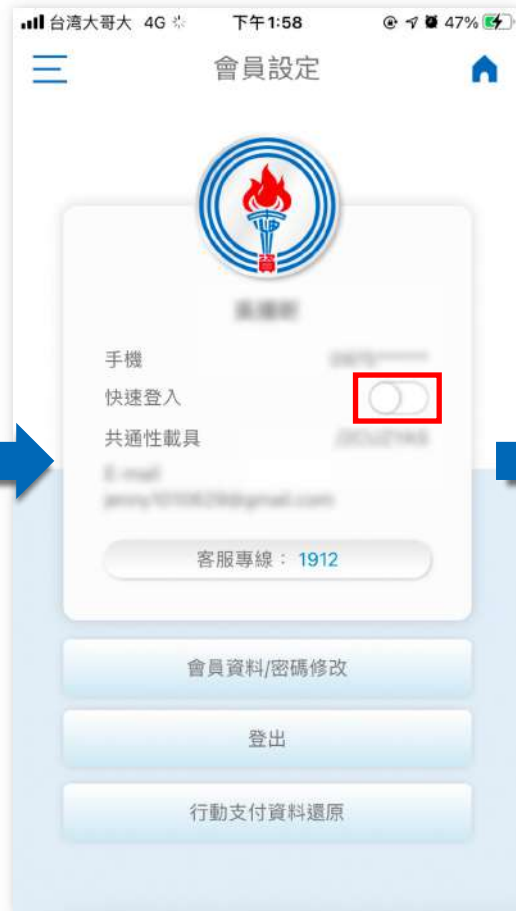 台湾大哥大 4G 下午1:58 47%
會員設定
資
手機
快速登入
共通性載具
客服專線：1912
會員資料/密碼修改
登出
行動支付資料還原